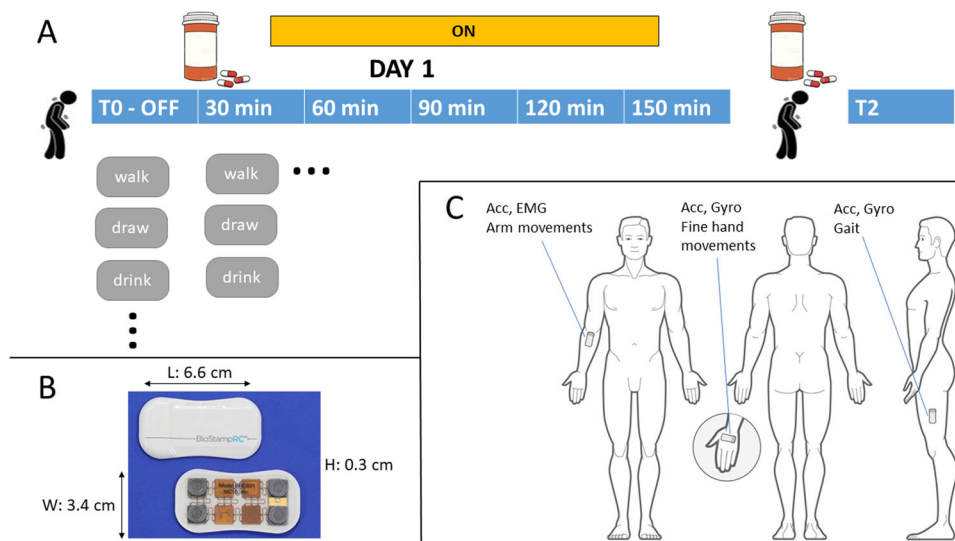 A
ON
DAY 1
T0 - OFF 30 min 60 min 90 min 120 min 150 min T2
walk walk
draw draw
drink drink
B
L: 6.6 cm
BioStampRC
H: 0.3 cm
W: 3.4 cm
C
Acc, EMG
Arm movements
Acc, Gyro
Fine hand
movements
Acc, Gyro
Gait